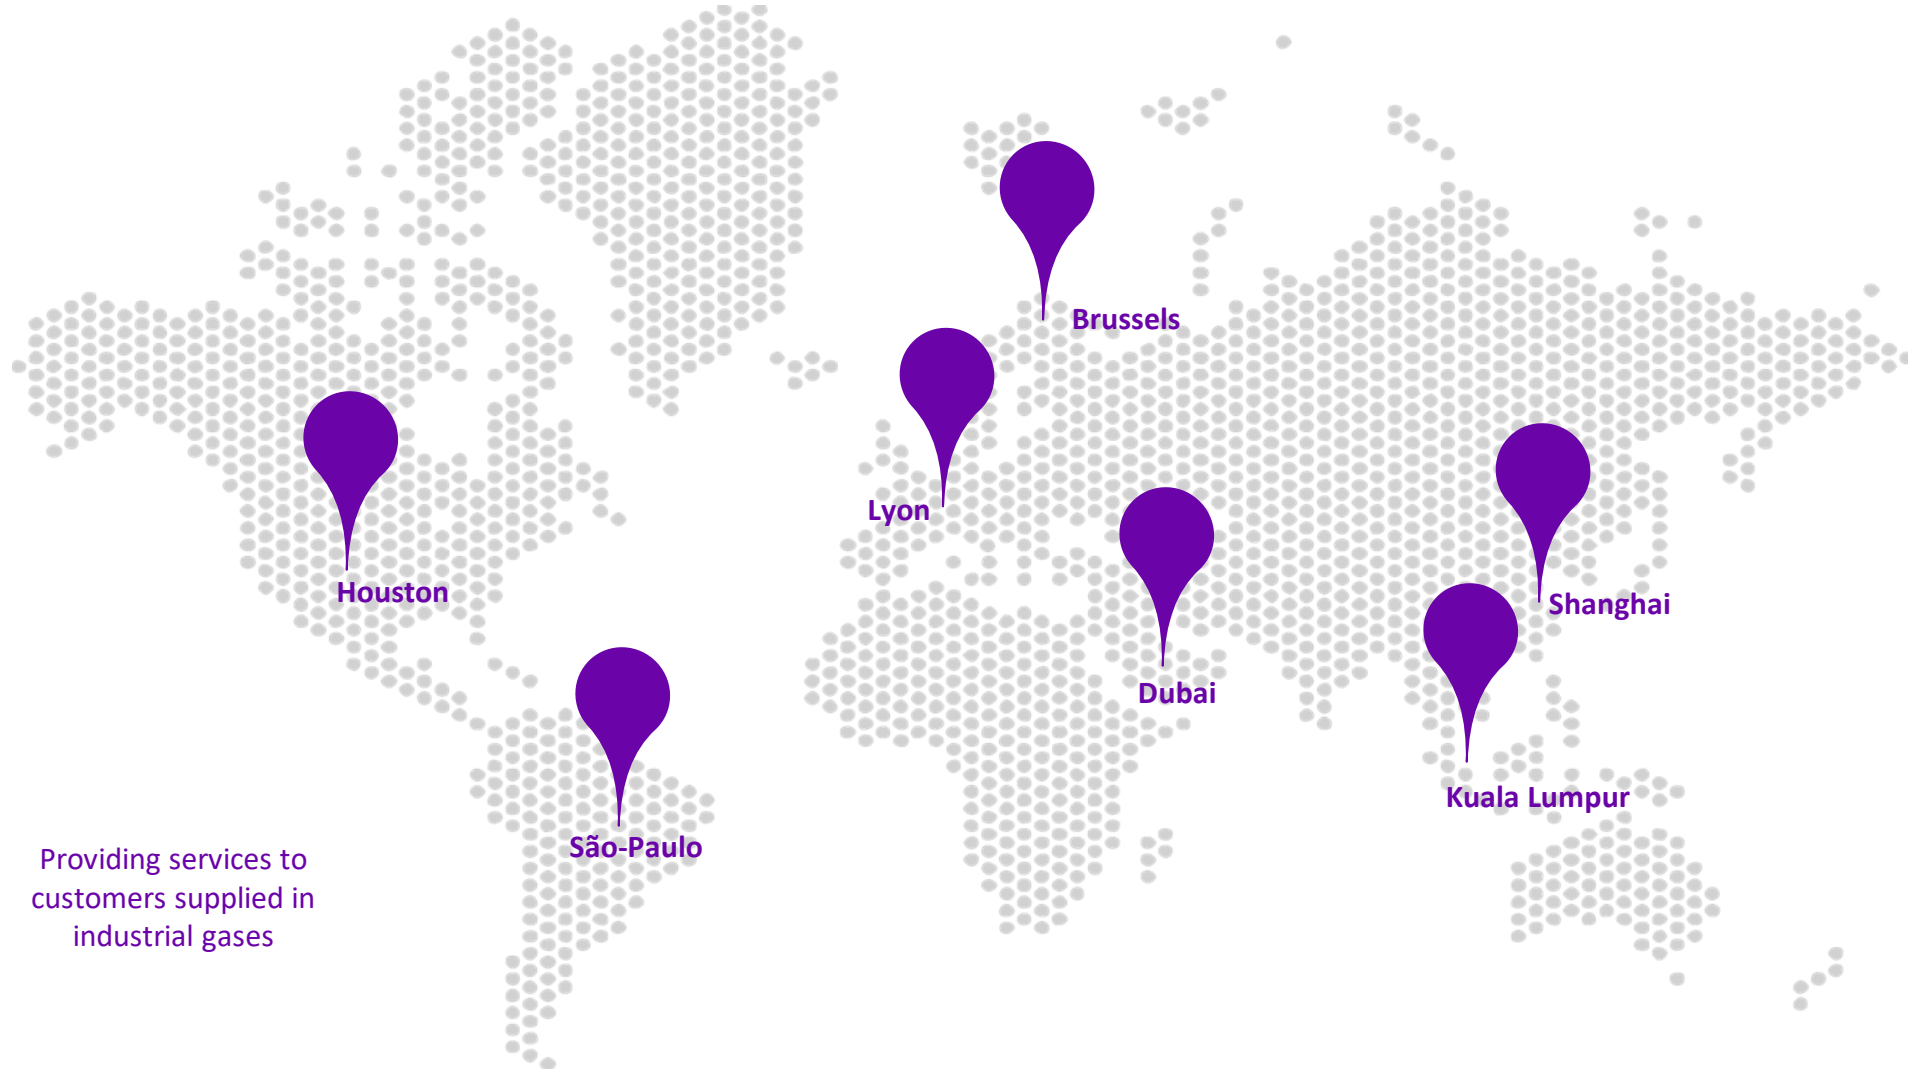 Brussels
Lyon
Houston
Shanghai
Dubai
Kuala Lumpur
São-Paulo
Providing services to
customers supplied in
industrial gases